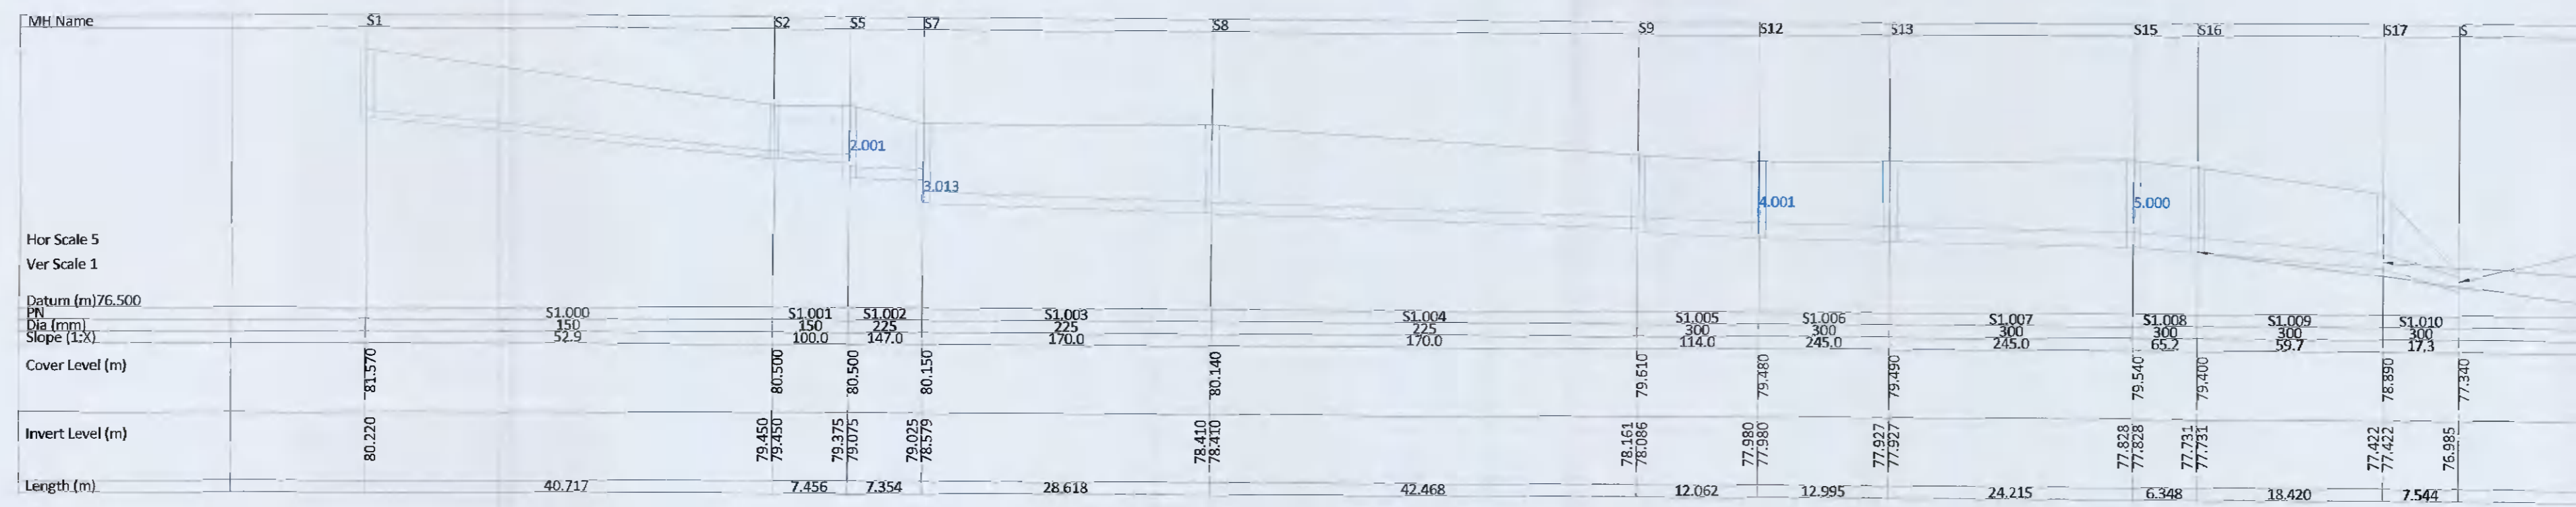 MH Name S1 S2 S5 S7 S8 S9 S12 S13 S15 S16 S17 S
2.001
3.013
4.001 5.000
Hor Scale 5
Ver Scale 1
Datum (m)76.500
PN S1.000 S1.001 S1.002 S1.003 S1.004 S1.005 S1.006 S1.007 S1.008 S1.009 S1.010
Dia (mm) 150 150 225 225 225 300 300 300 300 300 300
Slope (1:X) 52.9 100.0 147.0 170.0 170.0 114.0 245.0 245.0 65.2 59.7 17.3
Cover Level (m) 81.570 80.500 80.500 80.150 80.140 79.610 79.480 79.490 79.540 79.400 78.890 77.340
Invert Level (m) 80.220 79.450 79.450 79.375 79.075 79.025 78.579 78.410 78.410 78.161 78.086 77.980 77.980 77.927 77.927 77.828 77.828 77.731 77.731 77.422 77.422 76.985
Length (m) 40.717 7.456 7.354 28.618 42.468 12.062 12.995 24.215 6.348 18.420 7.544